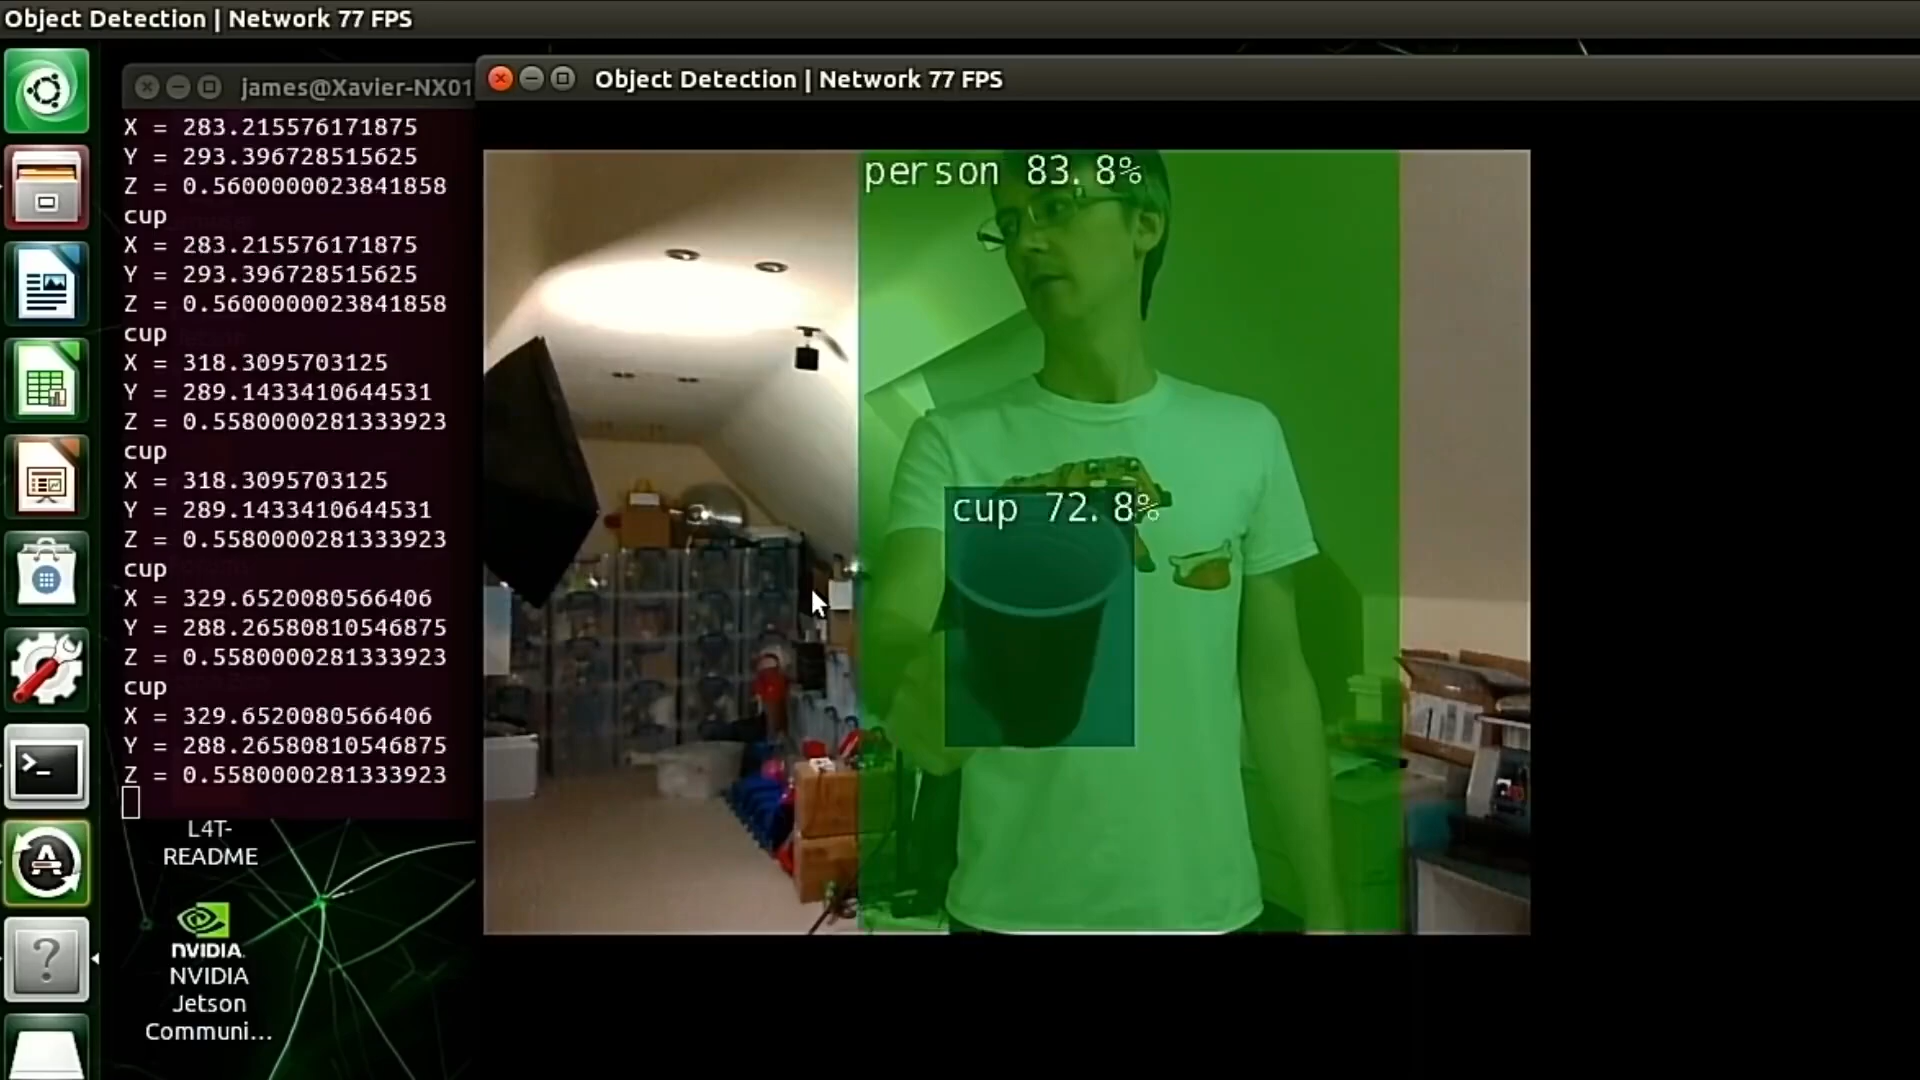 Object Detection | Network 77 FPS
james@Xavier-NX01
Object Detection | Network 77 FPS
X = 283.215576171875
Y = 293.396728515625
Z = 0.5600000023841858
cup
X = 283.215576171875
Y = 293.396728515625
Z = 0.5600000023841858
cup
X = 318.3095703125
Y = 289.1433410644531
Z = 0.5580000281333923
cup
X = 318.3095703125
Y = 289.1433410644531
Z = 0.5580000281333923
cup
X = 329.6520080566406
Y = 288.26580810546875
Z = 0.5580000281333923
cup
X = 329.6520080566406
Y = 288.26580810546875
Z = 0.5580000281333923
person 83.8%
cup 72.8%
L4T-
README
NVIDIA.
NVIDIA
Jetson
Communi...